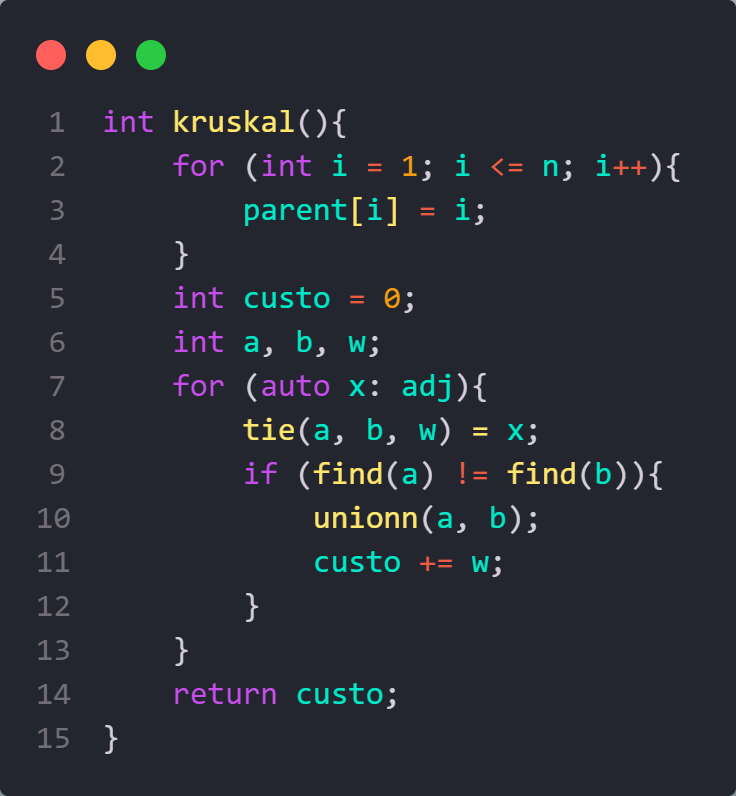 1 int kruskal(){
2     for (int i = 1; i <= n; i++){
3         parent[i] = i;
4     }
5     int custo = 0;
6     int a, b, w;
7     for (auto x: adj){
8         tie(a, b, w) = x;
9         if (find(a) != find(b)){
10             unionn(a, b);
11             custo += w;
12         }
13     }
14     return custo;
15 }